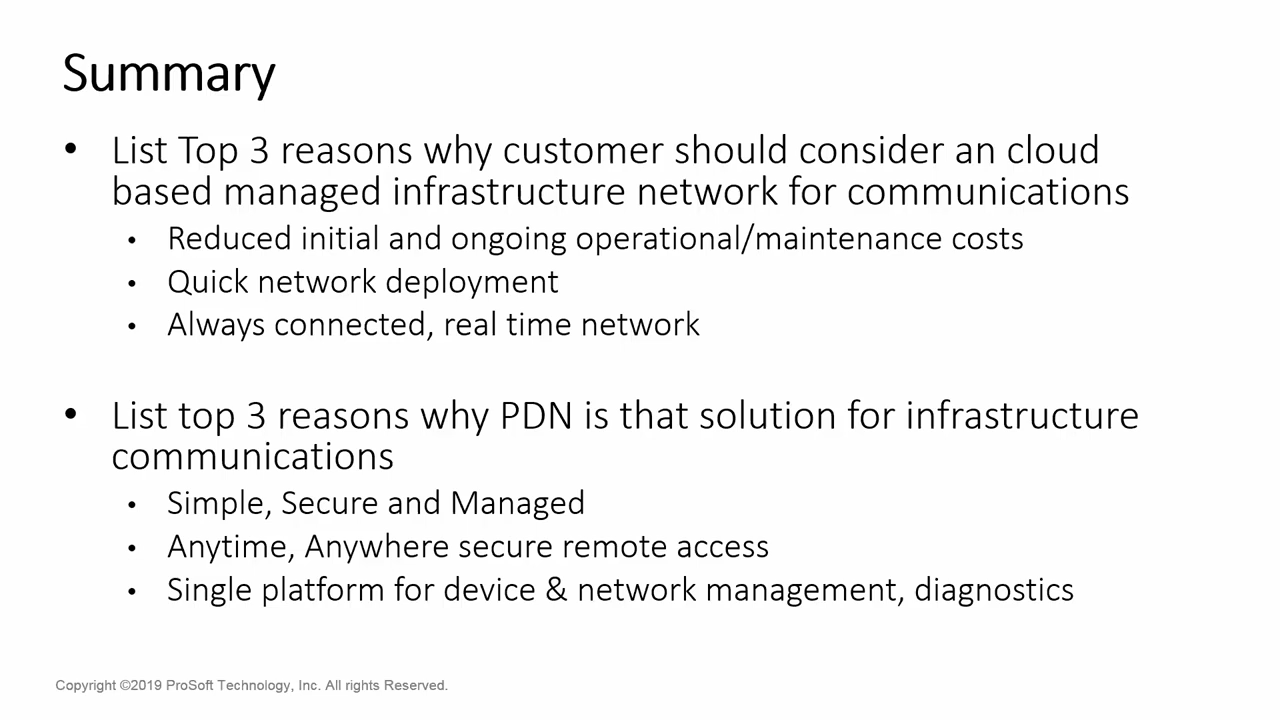 Summary
• List Top 3 reasons why customer should consider an cloud
based managed infrastructure network for communications
• Reduced initial and ongoing operational/maintenance costs
• Quick network deployment
• Always connected, real time network
• List top 3 reasons why PDN is that solution for infrastructure
communications
• Simple, Secure and Managed
• Anytime, Anywhere secure remote access
• Single platform for device & network management, diagnostics
Copyright ©2019 ProSoft Technology, Inc. All rights Reserved.